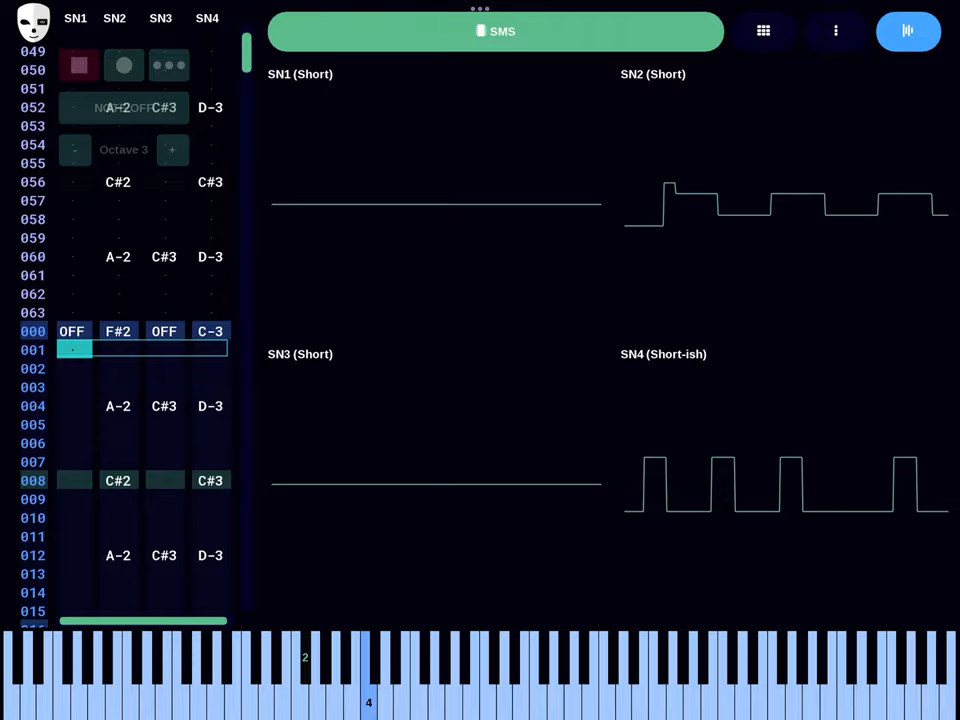 SN1 SN2 SN3 SN4
SMS
049
050
051
052 A-2 C#3 D-3
NOTE OFF
053
054
- Octave 3 +
055
056 C#2 C#3
057
058
059
060 A-2 C#3 D-3
061
062
063
000 OFF F#2 OFF C-3
001
002
003
004 A-2 C#3 D-3
005
006
007
008 C#2 C#3
009
010
011
012 A-2 C#3 D-3
013
014
015
SN1 (Short)
SN2 (Short)
SN3 (Short)
SN4 (Short-ish)
2
4